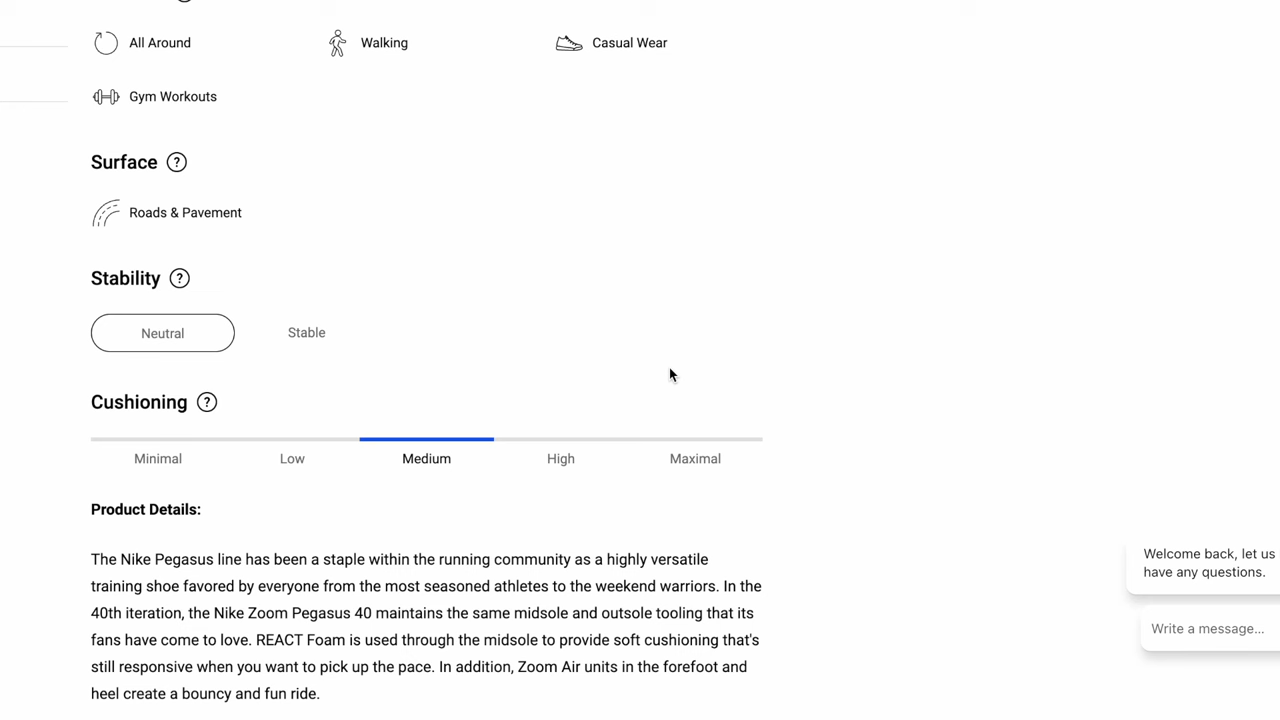 All Around
Walking
Casual Wear
Gym Workouts
Surface ?
Roads & Pavement
Stability ?
Neutral
Stable
Cushioning ?
Minimal
Low
Medium
High
Maximal
Product Details:
The Nike Pegasus line has been a staple within the running community as a highly versatile
training shoe favored by everyone from the most seasoned athletes to the weekend warriors. In the
40th iteration, the Nike Zoom Pegasus 40 maintains the same midsole and outsole tooling that its
fans have come to love. REACT Foam is used through the midsole to provide soft cushioning that's
still responsive when you want to pick up the pace. In addition, Zoom Air units in the forefoot and
heel create a bouncy and fun ride.
Welcome back, let us
have any questions.
Write a message...